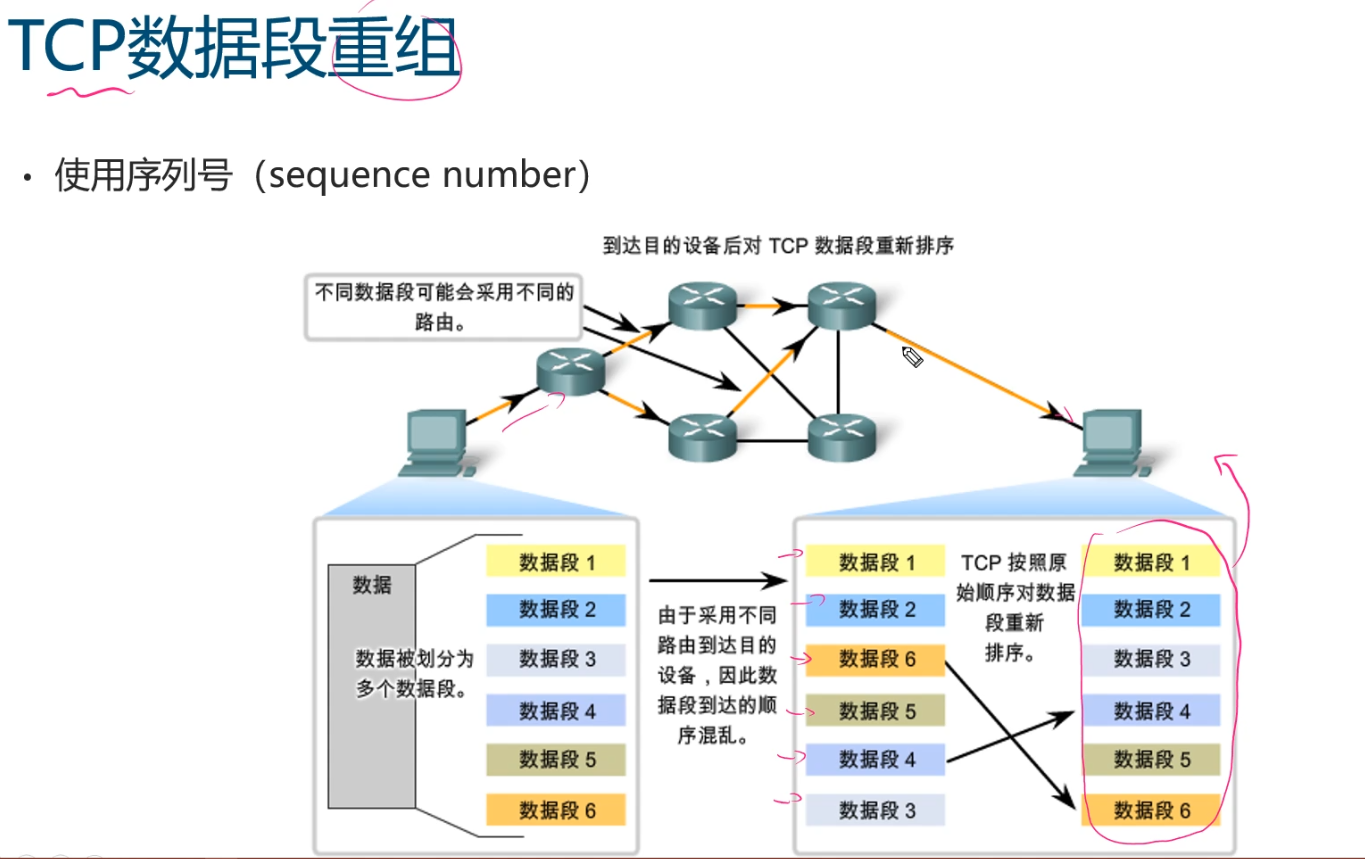 TCP数据段重组
• 使用序列号（sequence number）
到达目的设备后对 TCP 数据段重新排序
不同数据段可能会采用不同的
路由。
数据
数据被划分为
多个数据段。
数据段 1
数据段 2
数据段 3
数据段 4
数据段 5
数据段 6
由于采用不同
路由到达目的
设备，因此数
据段到达的顺
序混乱。
数据段 1
数据段 2
数据段 6
数据段 5
数据段 4
数据段 3
TCP 按照原
始顺序对数据
段重新
排序。
数据段 1
数据段 2
数据段 3
数据段 4
数据段 5
数据段 6